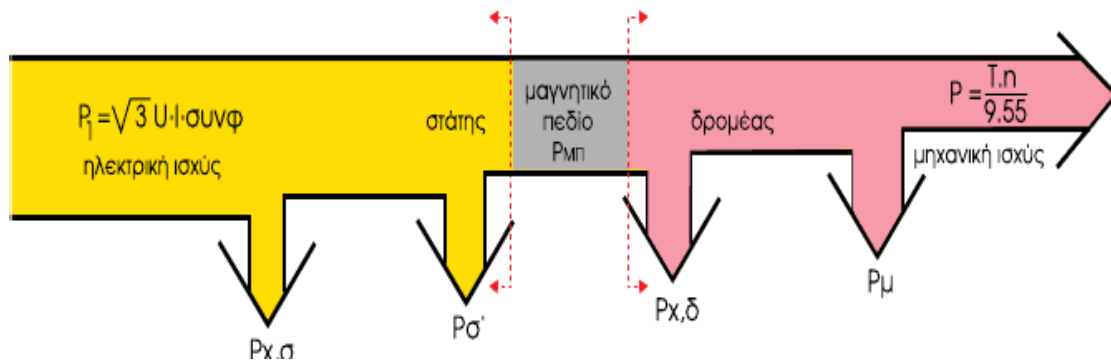 P₁=√3 U·I·συνφ
ηλεκτρική ισχύς
στάτης
μαγνητικό
πεδίο
Pμπ
δρομέας
P = T.n / 9.55
μηχανική ισχύς
Pχ,σ
Pσ΄
Pχ,δ
Pμ